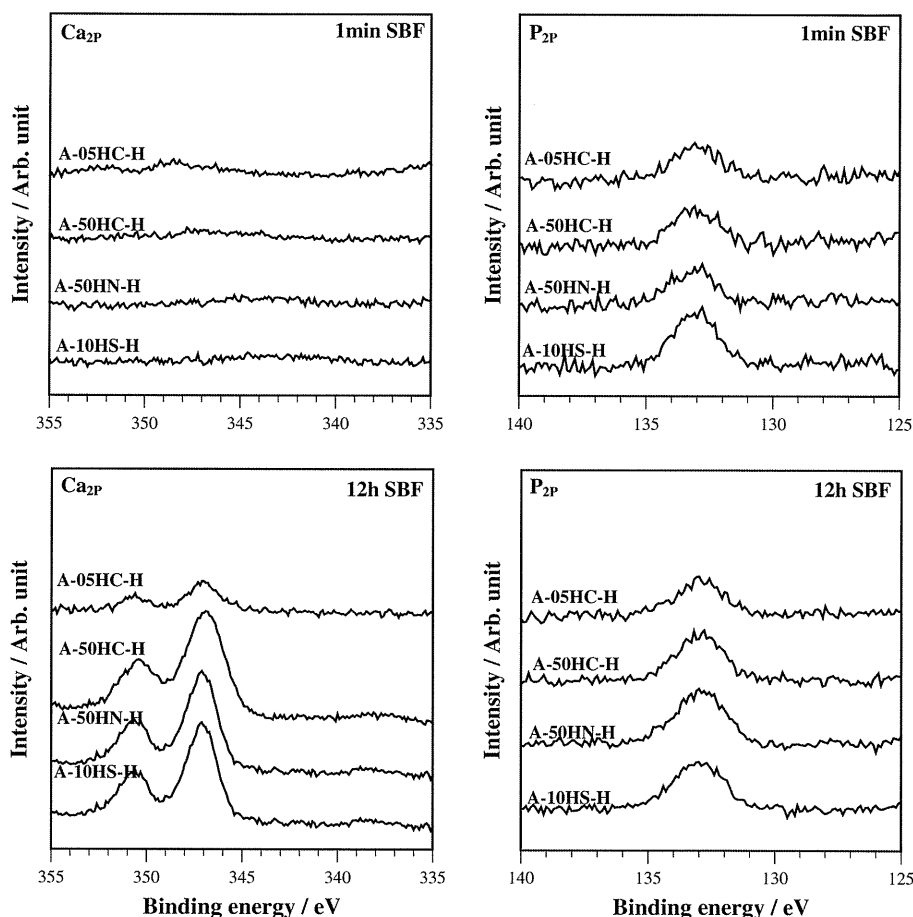 Ca2P 1min SBF
Intensity / Arb. unit
A-05HC-H
A-50HC-H
A-50HN-H
A-10HS-H
355 350 345 340 335
P2P 1min SBF
Intensity / Arb. unit
A-05HC-H
A-50HC-H
A-50HN-H
A-10HS-H
140 135 130 125
Ca2P 12h SBF
Intensity / Arb. unit
A-05HC-H
A-50HC-H
A-50HN-H
A-10HS-H
355 350 345 340 335
Binding energy / eV
P2P 12h SBF
Intensity / Arb. unit
A-05HC-H
A-50HC-H
A-50HN-H
A-10HS-H
140 135 130 125
Binding energy / eV